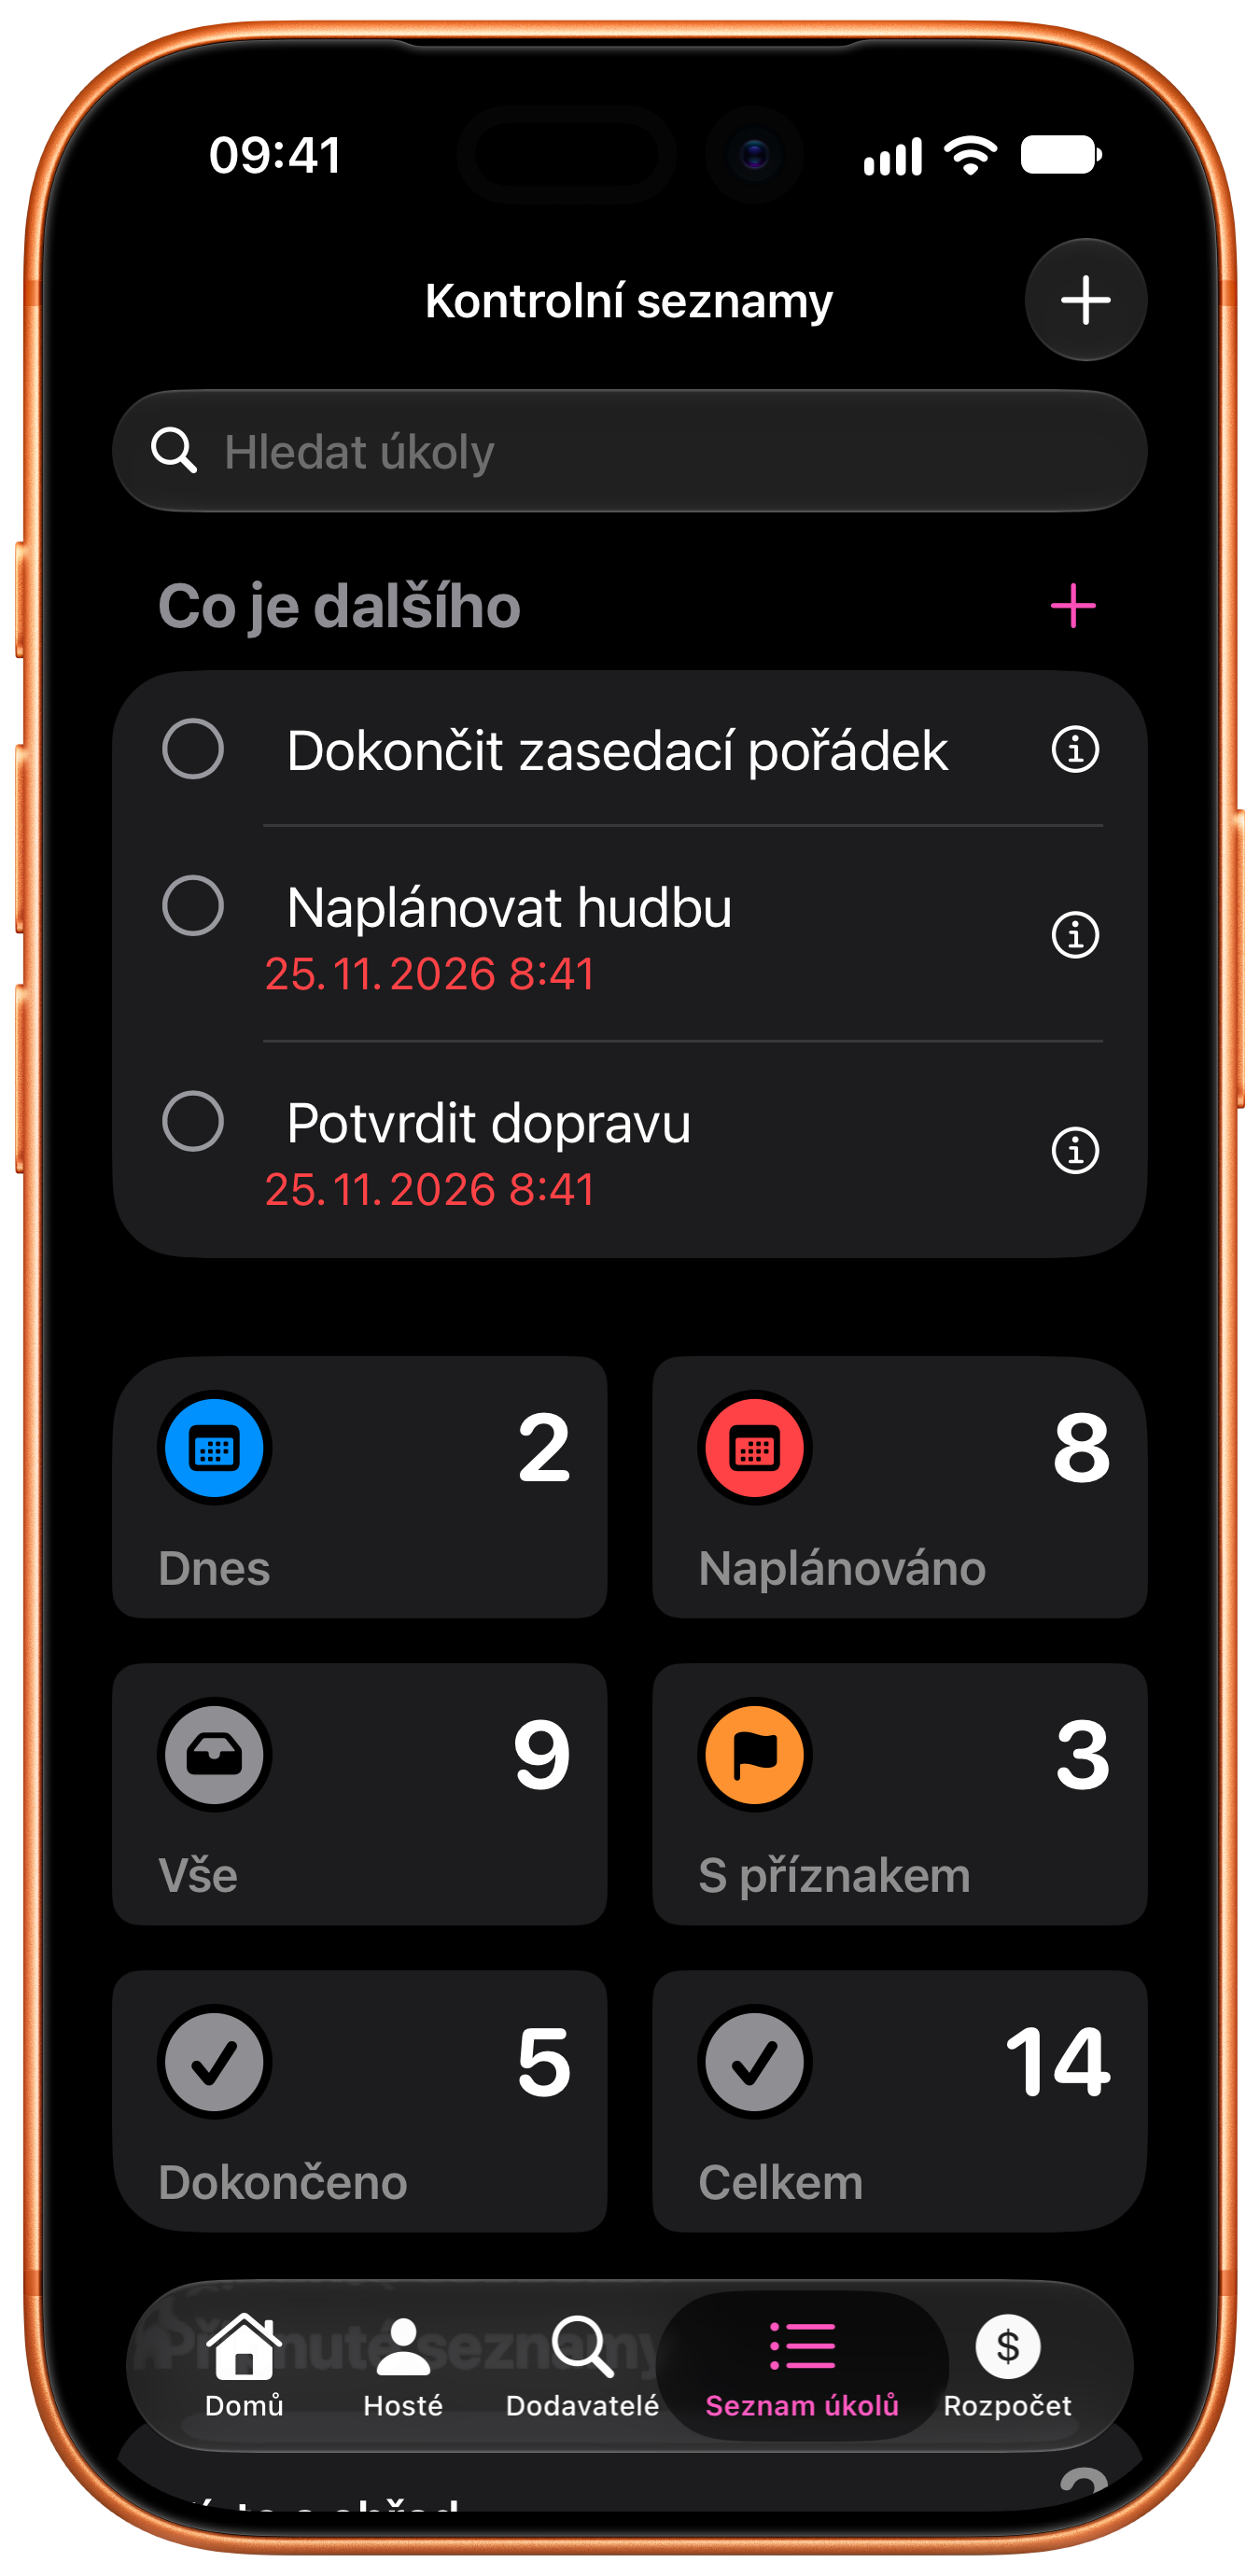 09:41
Kontrolní seznamy
Hledat úkoly
Co je dalšího
Dokončit zasedací pořádek
Naplánovat hudbu
25. 11. 2026 8:41
Potvrdit dopravu
25. 11. 2026 8:41
2
8
Dnes
Naplánováno
9
3
Vše
S příznakem
5
14
Dokončeno
Celkem
seznamy
Domů
Hosté
Dodavatelé
Seznam úkolů
Rozpočet